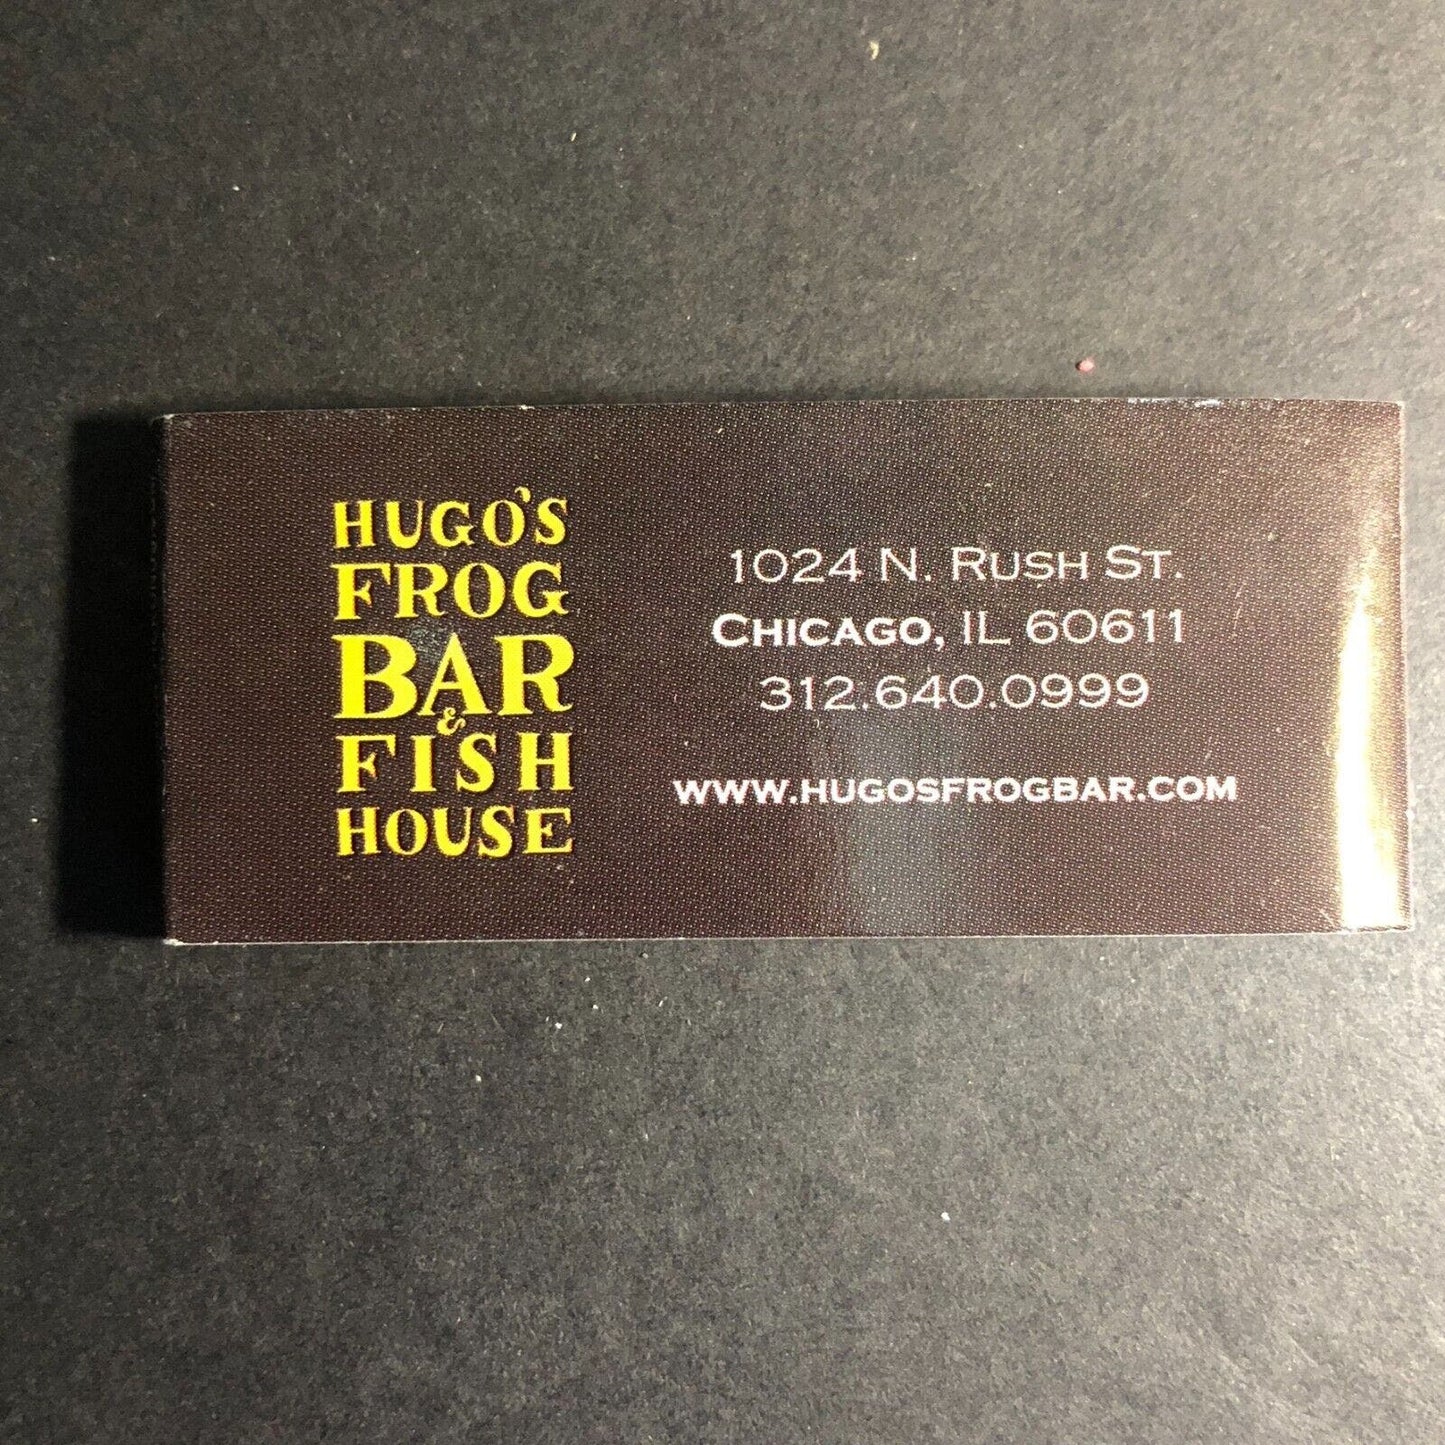 HUGO'S
FROG
BAR
&
FISH
HOUSE
1024 N. RUSH ST.
CHICAGO, IL 60611
312.640.0999
WWW.HUGOSFROGBAR.COM